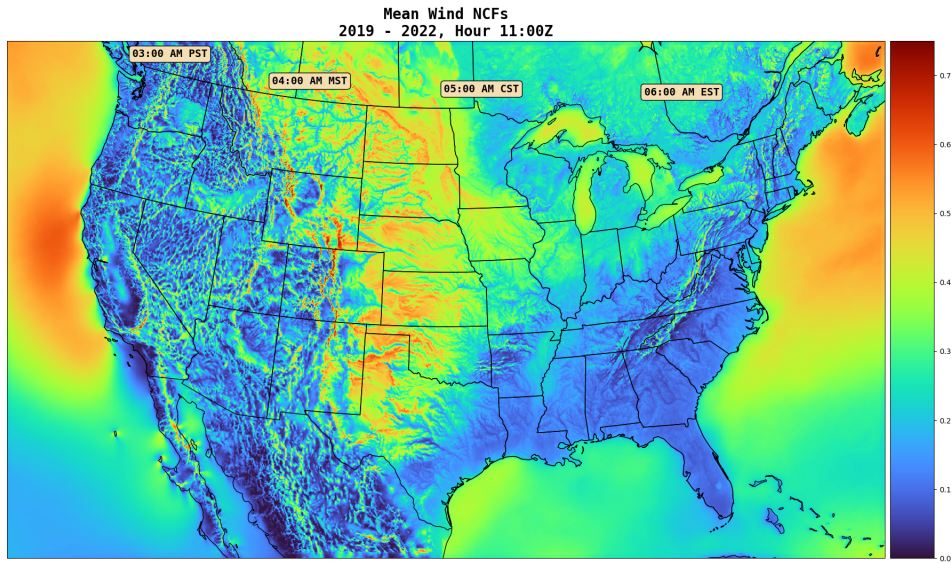 Mean Wind NCFs
2019 - 2022, Hour 11:00Z
03:00 AM PST
04:00 AM MST
05:00 AM CST
06:00 AM EST
0.7
0.6
0.5
0.4
0.3
0.2
0.1
0.0